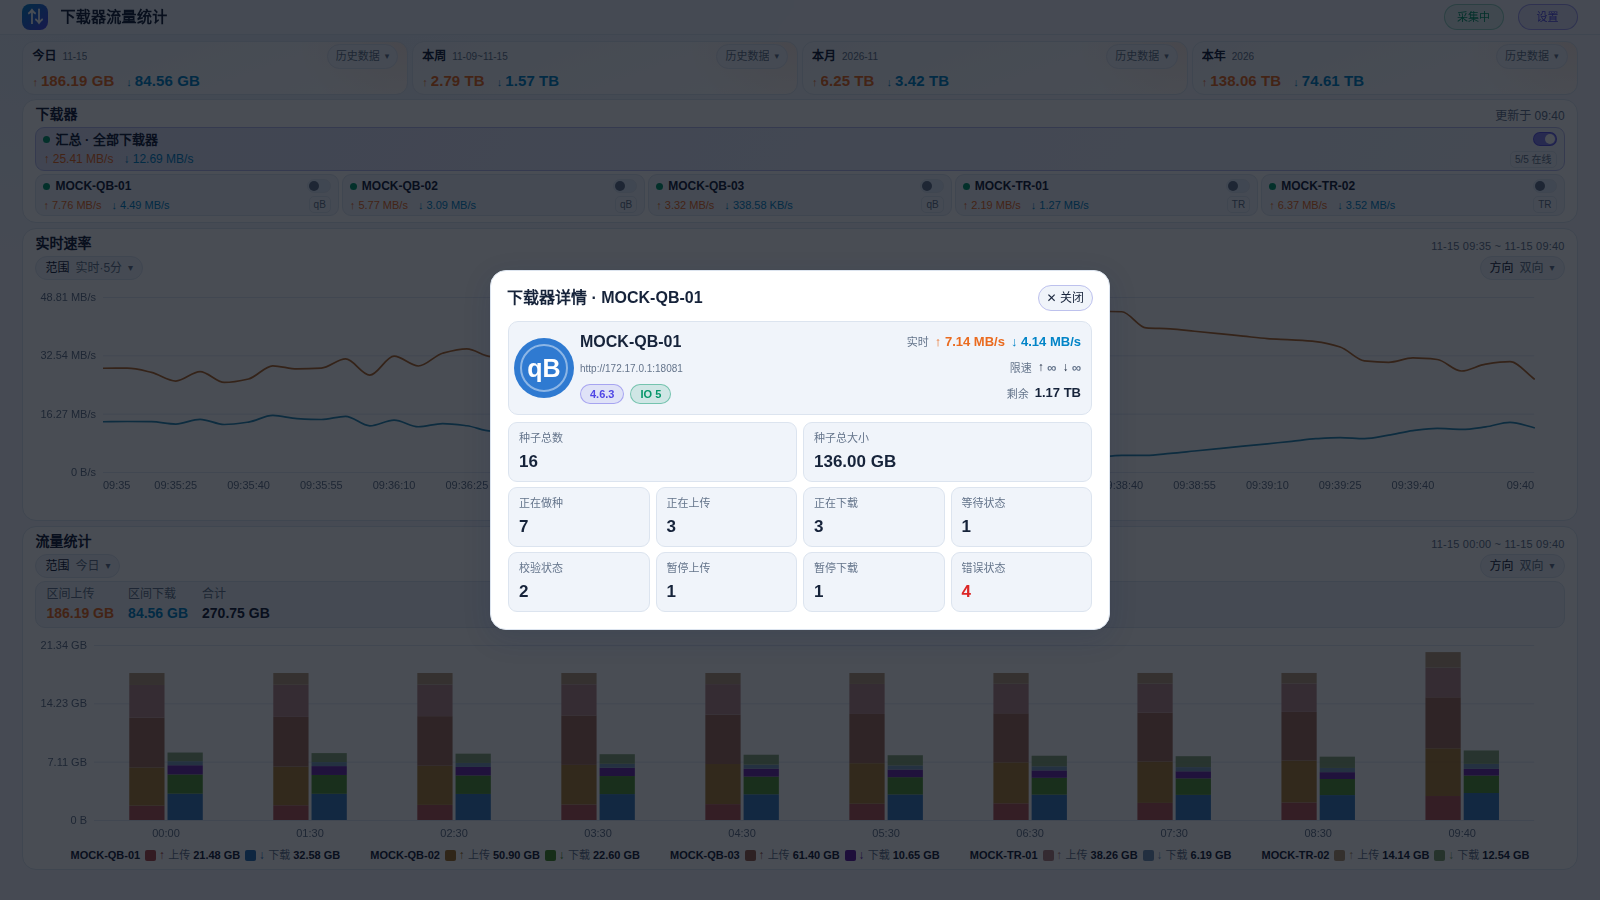 下载器流量统计
采集中 设置
今日 11-15 历史数据 ▾
↑ 186.19 GB ↓ 84.56 GB
本周 11-09~11-15 历史数据 ▾
↑ 2.79 TB ↓ 1.57 TB
本月 2026-11 历史数据 ▾
↑ 6.25 TB ↓ 3.42 TB
本年 2026 历史数据 ▾
↑ 138.06 TB ↓ 74.61 TB
下载器 更新于 09:40
汇总 · 全部下载器
↑ 25.41 MB/s ↓ 12.69 MB/s 5/5 在线
MOCK-QB-01
↑ 7.76 MB/s ↓ 4.49 MB/s qB
MOCK-QB-02
↑ 5.77 MB/s ↓ 3.09 MB/s qB
MOCK-QB-03
↑ 3.32 MB/s ↓ 338.58 KB/s qB
MOCK-TR-01
↑ 2.19 MB/s ↓ 1.27 MB/s TR
MOCK-TR-02
↑ 6.37 MB/s ↓ 3.52 MB/s TR
实时速率 11-15 09:35 ~ 11-15 09:40
范围 实时·5分 ▾ 方向 双向 ▾
48.81 MB/s
32.54 MB/s
16.27 MB/s
0 B/s
09:35 09:35:25 09:35:40 09:35:55 09:36:10 09:36:25 :38:40 09:38:55 09:39:10 09:39:25 09:39:40 09:40
下载器详情 · MOCK-QB-01 ✕ 关闭
qB
MOCK-QB-01
http://172.17.0.1:18081
4.6.3 IO 5
实时 ↑ 7.14 MB/s ↓ 4.14 MB/s
限速 ↑ ∞ ↓ ∞
剩余 1.17 TB
种子总数
16
种子总大小
136.00 GB
正在做种
7
正在上传
3
正在下载
3
等待状态
1
校验状态
2
暂停上传
1
暂停下载
1
错误状态
4
流量统计 11-15 00:00 ~ 11-15 09:40
范围 今日 ▾ 方向 双向 ▾
区间上传 区间下载 合计
186.19 GB 84.56 GB 270.75 GB
21.34 GB
14.23 GB
7.11 GB
0 B
00:00 01:30 02:30 03:30 04:30 05:30 06:30 07:30 08:30 09:40
MOCK-QB-01 ↑ 上传 21.48 GB ↓ 下载 32.58 GB MOCK-QB-02 ↑ 上传 50.90 GB ↓ 下载 22.60 GB MOCK-QB-03 ↑ 上传 61.40 GB ↓ 下载 10.65 GB MOCK-TR-01 ↑ 上传 38.26 GB ↓ 下载 6.19 GB MOCK-TR-02 ↑ 上传 14.14 GB ↓ 下载 12.54 GB